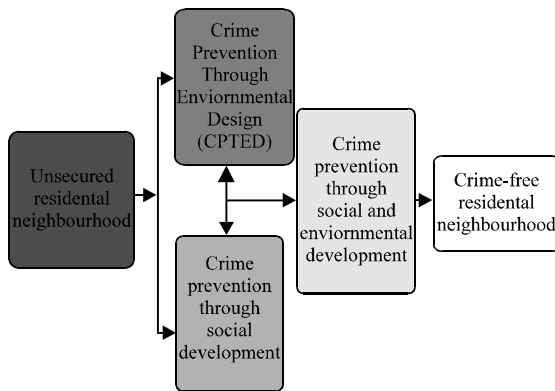 Unsecured
residental
neighbourhood
Crime
Prevention
Through
Enviornmental
Design
(CPTED)
Crime
prevention
through
social
development
Crime
prevention
through
social and
enviornmental
development
Crime-free
residental
neighbourhood